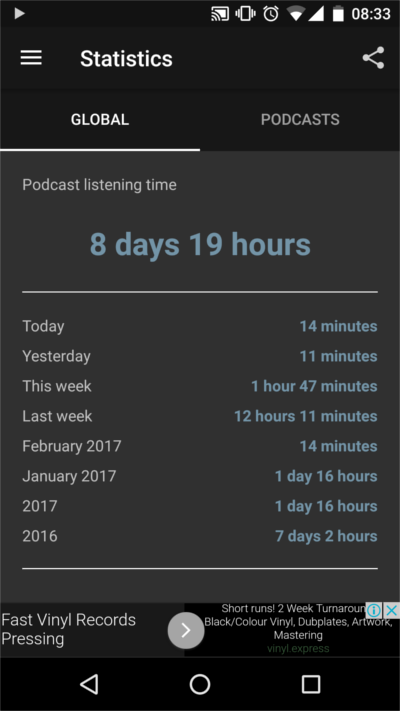 08:33
Statistics
GLOBAL PODCASTS
Podcast listening time
8 days 19 hours
Today 14 minutes
Yesterday 11 minutes
This week 1 hour 47 minutes
Last week 12 hours 11 minutes
February 2017 14 minutes
January 2017 1 day 16 hours
2017 1 day 16 hours
2016 7 days 2 hours
Fast Vinyl Records
Pressing
Short runs! 2 Week
Black/Colour Vinyl, Dubplates, Artwork,
Mastering
vinyl.express